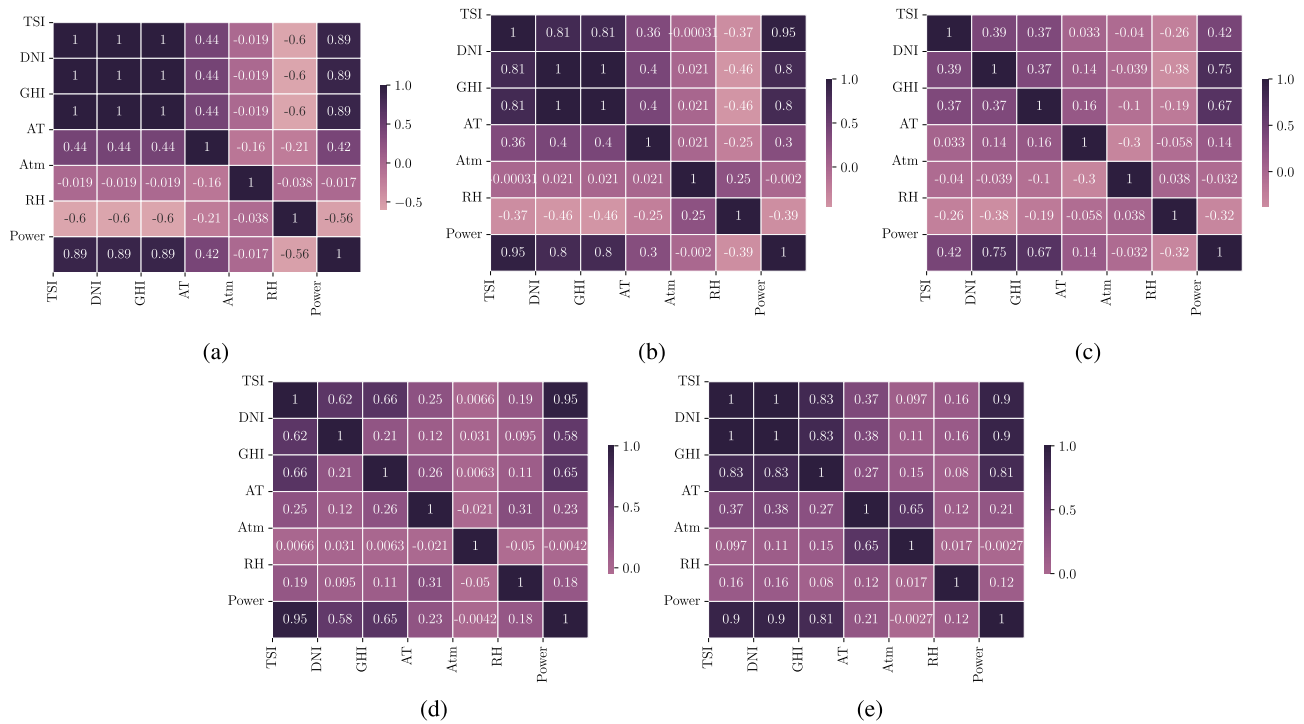 TSI
1 1 1 0.44 -0.019 -0.6 0.89
DNI
1 1 1 0.44 -0.019 -0.6 0.89
GHI
1 1 1 0.44 -0.019 -0.6 0.89
AT
0.44 0.44 0.44 1 -0.16 -0.21 0.42
Atm
-0.019 -0.019 -0.019 -0.16 1 -0.038 -0.017
RH
-0.6 -0.6 -0.6 -0.21 -0.038 1 -0.56
Power
0.89 0.89 0.89 0.42 -0.017 -0.56 1
TSI DNI GHI AT Atm RH Power
1.0
0.5
0.0
−0.5
(a)
TSI
1 0.81 0.81 0.36 -0.00031 -0.37 0.95
DNI
0.81 1 1 0.4 0.021 -0.46 0.8
GHI
0.81 1 1 0.4 0.021 -0.46 0.8
AT
0.36 0.4 0.4 1 0.021 -0.25 0.3
Atm
-0.00031 0.021 0.021 0.021 1 0.25 -0.002
RH
-0.37 -0.46 -0.46 -0.25 0.25 1 -0.39
Power
0.95 0.8 0.8 0.3 -0.002 -0.39 1
TSI DNI GHI AT Atm RH Power
1.0
0.5
0.0
(b)
TSI
1 0.39 0.37 0.033 -0.04 -0.26 0.42
DNI
0.39 1 0.37 0.14 -0.039 -0.38 0.75
GHI
0.37 0.37 1 0.16 -0.1 -0.19 0.67
AT
0.033 0.14 0.16 1 -0.3 -0.058 0.14
Atm
-0.04 -0.039 -0.1 -0.3 1 0.038 -0.032
RH
-0.26 -0.38 -0.19 -0.058 0.038 1 -0.32
Power
0.42 0.75 0.67 0.14 -0.032 -0.32 1
TSI DNI GHI AT Atm RH Power
1.0
0.5
0.0
(c)
TSI
1 0.62 0.66 0.25 0.0066 0.19 0.95
DNI
0.62 1 0.21 0.12 0.031 0.095 0.58
GHI
0.66 0.21 1 0.26 0.0063 0.11 0.65
AT
0.25 0.12 0.26 1 -0.021 0.31 0.23
Atm
0.0066 0.031 0.0063 -0.021 1 -0.05 -0.0042
RH
0.19 0.095 0.11 0.31 -0.05 1 0.18
Power
0.95 0.58 0.65 0.23 -0.0042 0.18 1
TSI DNI GHI AT Atm RH Power
1.0
0.5
0.0
(d)
TSI
1 1 0.83 0.37 0.097 0.16 0.9
DNI
1 1 0.83 0.38 0.11 0.16 0.9
GHI
0.83 0.83 1 0.27 0.15 0.08 0.81
AT
0.37 0.38 0.27 1 0.65 0.12 0.21
Atm
0.097 0.11 0.15 0.65 1 0.017 -0.0027
RH
0.16 0.16 0.08 0.12 0.017 1 0.12
Power
0.9 0.9 0.81 0.21 -0.0027 0.12 1
TSI DNI GHI AT Atm RH Power
1.0
0.5
0.0
(e)